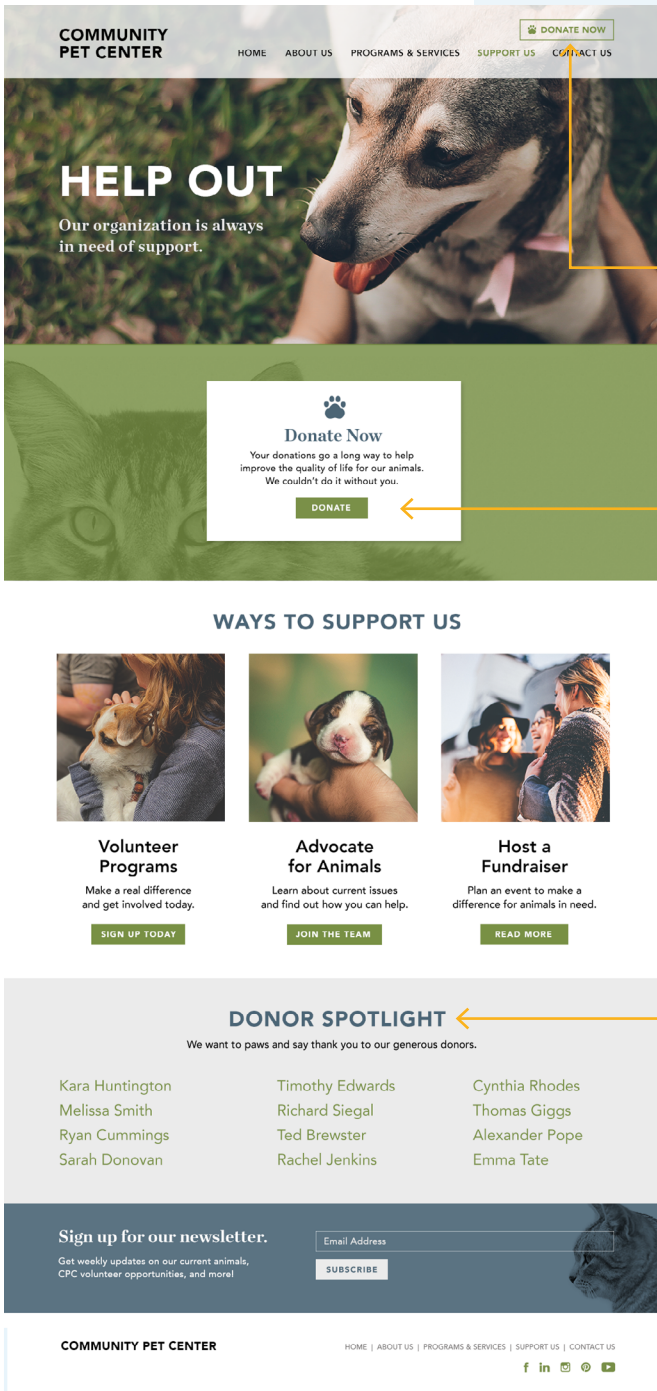 COMMUNITY
PET CENTER
DONATE NOW
HOME ABOUT US PROGRAMS & SERVICES SUPPORT US CONTACT US
HELP OUT
Our organization is always
in need of support.
Donate Now
Your donations go a long way to help
improve the quality of life for our animals.
We couldn't do it without you.
DONATE
WAYS TO SUPPORT US
Volunteer
Programs
Make a real difference
and get involved today.
SIGN UP TODAY
Advocate
for Animals
Learn about current issues
and find out how you can help.
JOIN THE TEAM
Host a
Fundraiser
Plan an event to make a
difference for animals in need.
READ MORE
DONOR SPOTLIGHT
We want to paws and say thank you to our generous donors.
Kara Huntington Timothy Edwards Cynthia Rhodes
Melissa Smith Richard Siegal Thomas Giggs
Ryan Cummings Ted Brewster Alexander Pope
Sarah Donovan Rachel Jenkins Emma Tate
Sign up for our newsletter.
Get weekly updates on our current animals,
CPC volunteer opportunities, and more!
Email Address
SUBSCRIBE
COMMUNITY PET CENTER
HOME | ABOUT US | PROGRAMS & SERVICES | SUPPORT US | CONTACT US